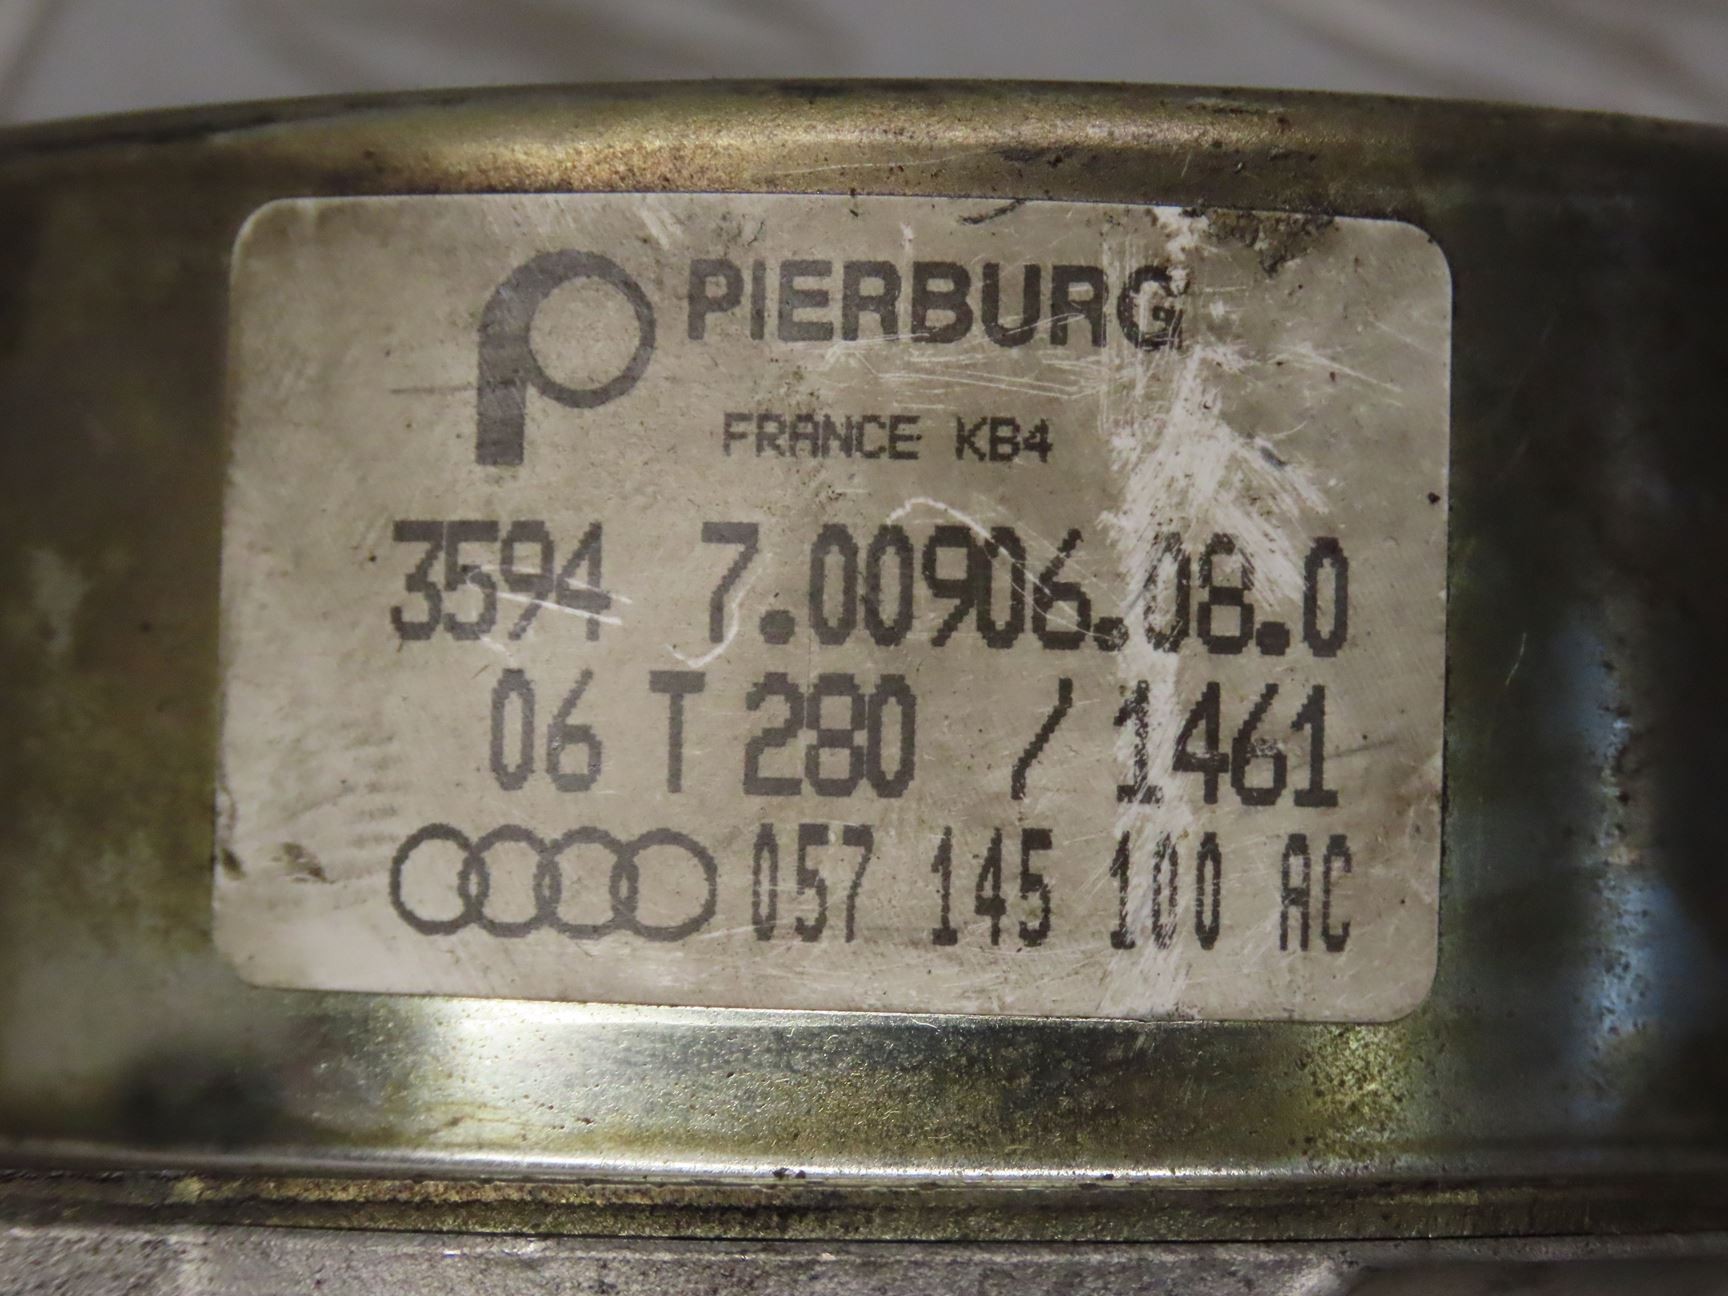 PIERBURG
FRANCE KB4
3594 7.00906.08.0
06 T 280 / 1461
057 145 100 AC